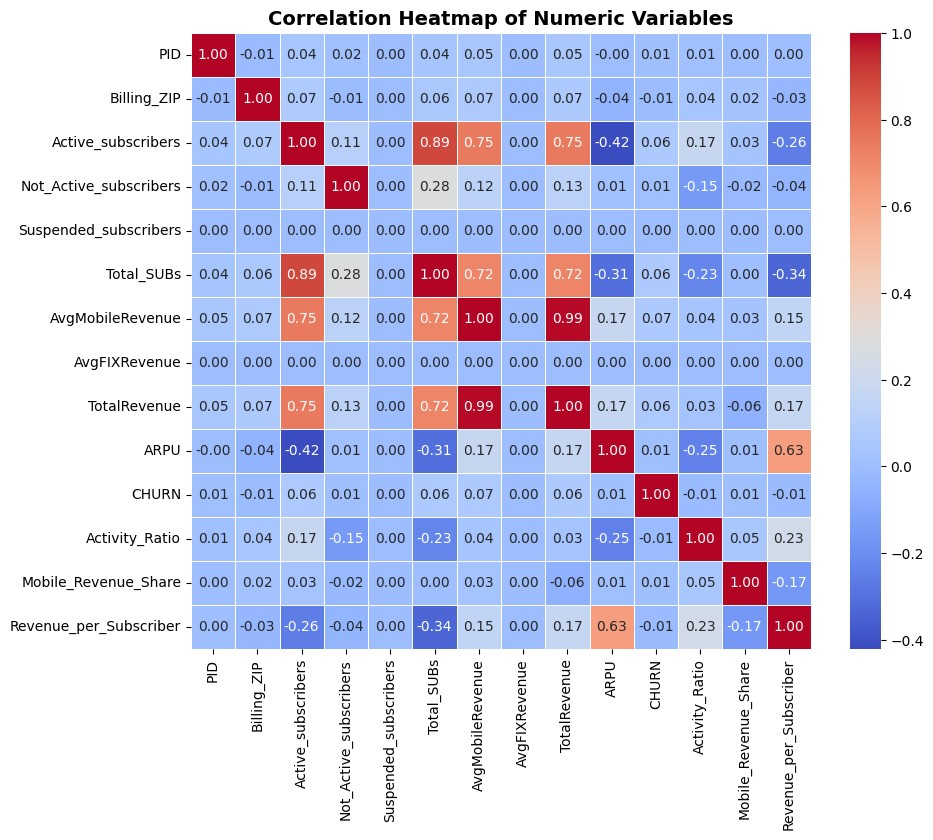 Correlation Heatmap of Numeric Variables
PID 1.00 -0.01 0.04 0.02 0.00 0.04 0.05 0.00 0.05 -0.00 0.01 0.01 0.00 0.00
Billing_ZIP -0.01 1.00 0.07 -0.01 0.00 0.06 0.07 0.00 0.07 -0.04 -0.01 0.04 0.02 -0.03
Active_subscribers 0.04 0.07 1.00 0.11 0.00 0.89 0.75 0.00 0.75 -0.42 0.06 0.17 0.03 -0.26
Not_Active_subscribers 0.02 -0.01 0.11 1.00 0.00 0.28 0.12 0.00 0.13 0.01 0.01 -0.15 -0.02 -0.04
Suspended_subscribers 0.00 0.00 0.00 0.00 0.00 0.00 0.00 0.00 0.00 0.00 0.00 0.00 0.00 0.00
Total_SUBs 0.04 0.06 0.89 0.28 0.00 1.00 0.72 0.00 0.72 -0.31 0.06 -0.23 0.00 -0.34
AvgMobileRevenue 0.05 0.07 0.75 0.12 0.00 0.72 1.00 0.00 0.99 0.17 0.07 0.04 0.03 0.15
AvgFIXRevenue 0.00 0.00 0.00 0.00 0.00 0.00 0.00 0.00 0.00 0.00 0.00 0.00 0.00 0.00
TotalRevenue 0.05 0.07 0.75 0.13 0.00 0.72 0.99 0.00 1.00 0.17 0.06 0.03 -0.06 0.17
ARPU -0.00 -0.04 -0.42 0.01 0.00 -0.31 0.17 0.00 0.17 1.00 0.01 -0.25 0.01 0.63
CHURN 0.01 -0.01 0.06 0.01 0.00 0.06 0.07 0.00 0.06 0.01 1.00 -0.01 0.01 -0.01
Activity_Ratio 0.01 0.04 0.17 -0.15 0.00 -0.23 0.04 0.00 0.03 -0.25 -0.01 1.00 0.05 0.23
Mobile_Revenue_Share 0.00 0.02 0.03 -0.02 0.00 0.00 0.03 0.00 -0.06 0.01 0.01 0.05 1.00 -0.17
Revenue_per_Subscriber 0.00 -0.03 -0.26 -0.04 0.00 -0.34 0.15 0.00 0.17 0.63 -0.01 0.23 -0.17 1.00
PID
Billing_ZIP
Active_subscribers
Not_Active_subscribers
Suspended_subscribers
Total_SUBs
AvgMobileRevenue
AvgFIXRevenue
TotalRevenue
ARPU
CHURN
Activity_Ratio
Mobile_Revenue_Share
Revenue_per_Subscriber
1.0
0.8
0.6
0.4
0.2
0.0
−0.2
−0.4